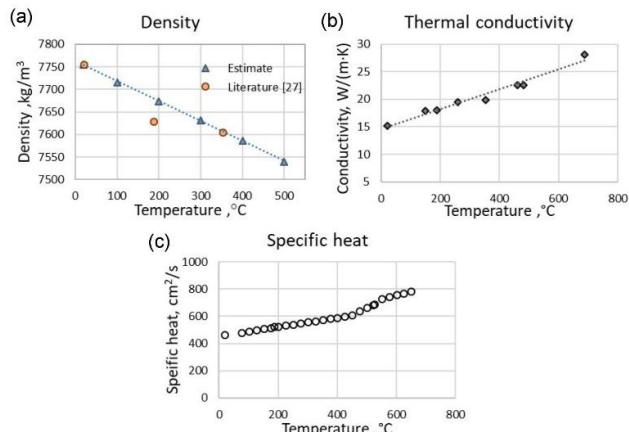 (a)
Density
7800
7750
7700
7650
7600
7550
7500
Density ,kg/m³
Estimate
Literature [27]
0 100 200 300 400 500
Temperature ,°C
(b)
Thermal conductivity
30
25
20
15
10
5
Conductivity, W/(m·K)
0 200 400 600 800
Temperature ,°C
(c)
Specific heat
1000
800
600
400
200
0
Speific heat, cm²/s
0 200 400 600 800
Temperature,°C